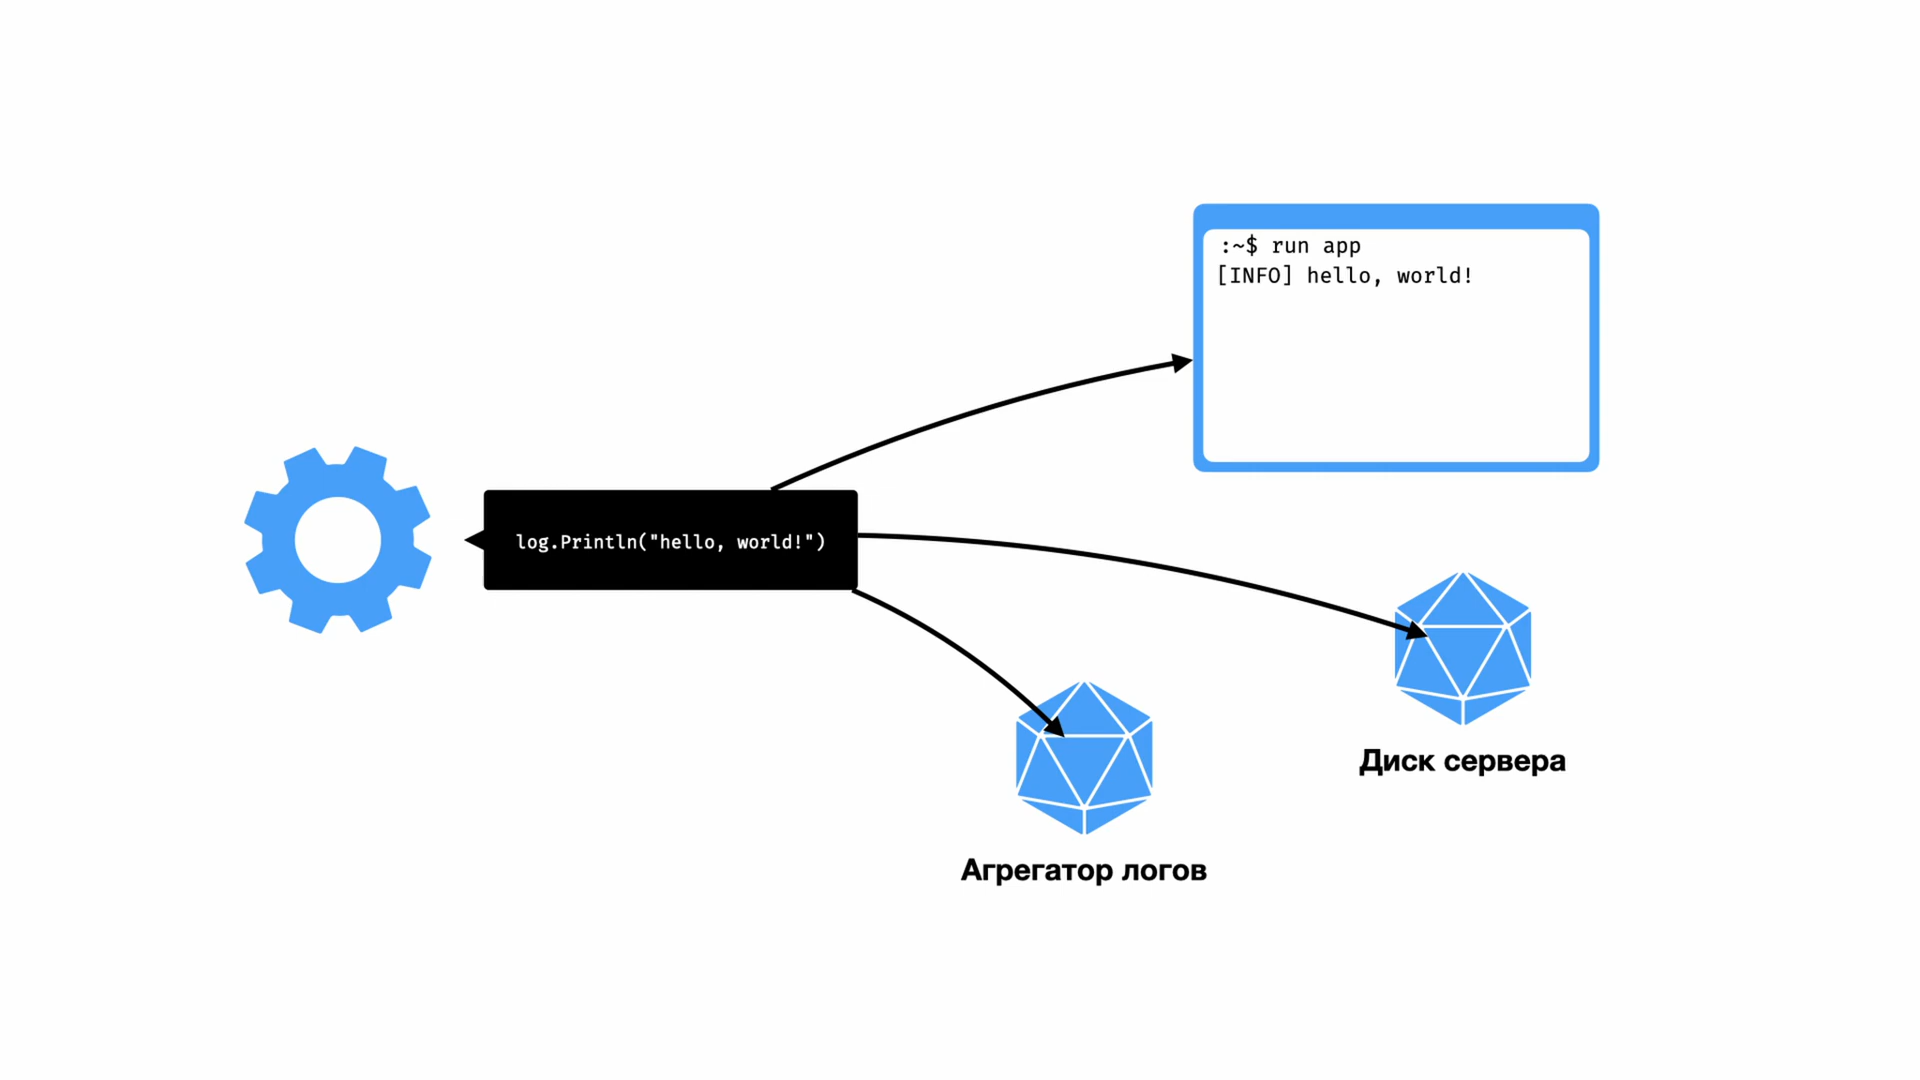 :~$ run app
[INFO] hello, world!
log.Println("hello, world!")
Диск сервера
Агрегатор логов